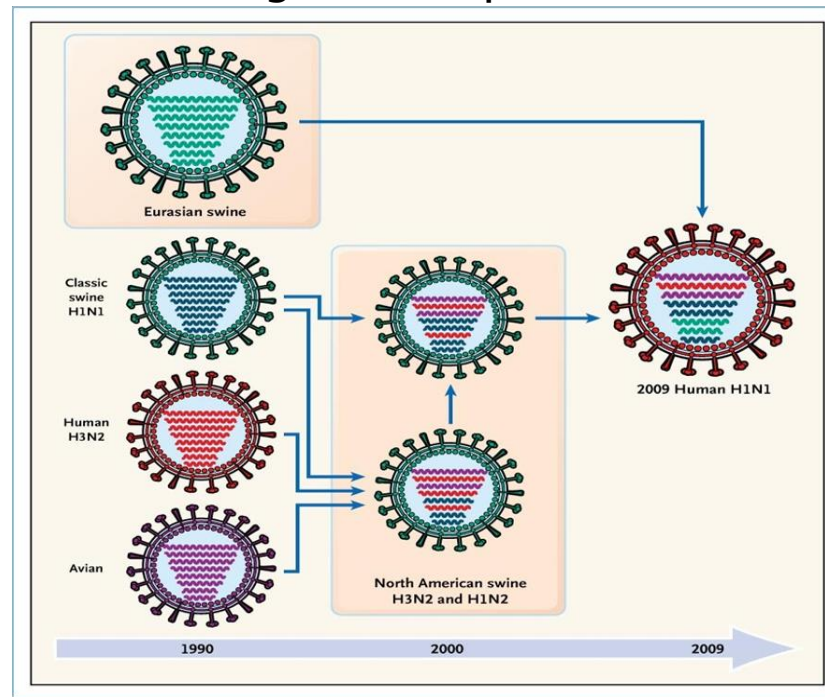 Eurasian swine
Classic
swine
H1N1
Human
H3N2
Avian
2009 Human H1N1
North American swine
H3N2 and H1N2
1990
2000
2009